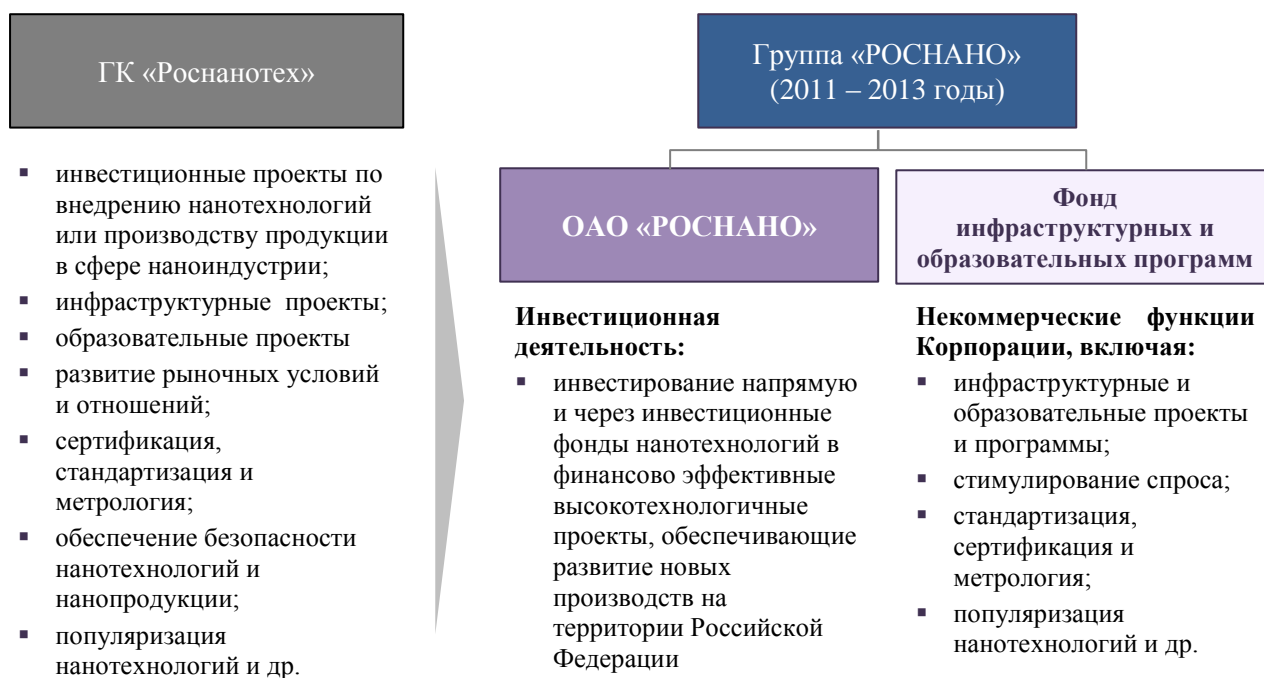 ГК «Роснанотех»
▪ инвестиционные проекты по
внедрению нанотехнологий
или производству продукции
в сфере наноиндустрии;
▪ инфраструктурные проекты;
▪ образовательные проекты
▪ развитие рыночных условий
и отношений;
▪ сертификация,
стандартизация и
метрология;
▪ обеспечение безопасности
нанотехнологий и
нанопродукции;
▪ популяризация
нанотехнологий и др.
Группа «РОСНАНО»
(2011 – 2013 годы)
ОАО «РОСНАНО»
Инвестиционная
деятельность:
▪ инвестирование напрямую
и через инвестиционные
фонды нанотехнологий в
финансово эффективные
высокотехнологичные
проекты, обеспечивающие
развитие новых
производств на
территории Российской
Федерации
Фонд
инфраструктурных и
образовательных программ
Некоммерческие функции
Корпорации, включая:
▪ инфраструктурные и
образовательные проекты
и программы;
▪ стимулирование спроса;
▪ стандартизация,
сертификация и
метрология;
▪ популяризация
нанотехнологий и др.